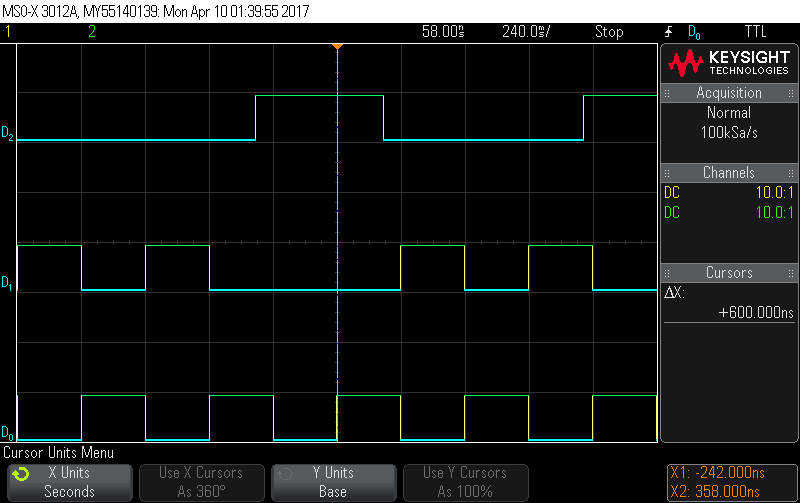 MSO-X 3012A, MY55140139: Mon Apr 10 01:39:55 2017
1 2 58.00s 240.0s/ Stop D0 TTL
KEYSIGHT
TECHNOLOGIES
Acquisition
Normal
100kSa/s
D2
Channels
DC 10.0:1
DC 10.0:1
Cursors
D1
ΔX:
+600.000ns
D0
Cursor Units Menu
X Units
Seconds
Use X Cursors
As 360°
Y Units
Base
Use Y Cursors
As 100%
X1: -242.000ns
X2: 358.000ns